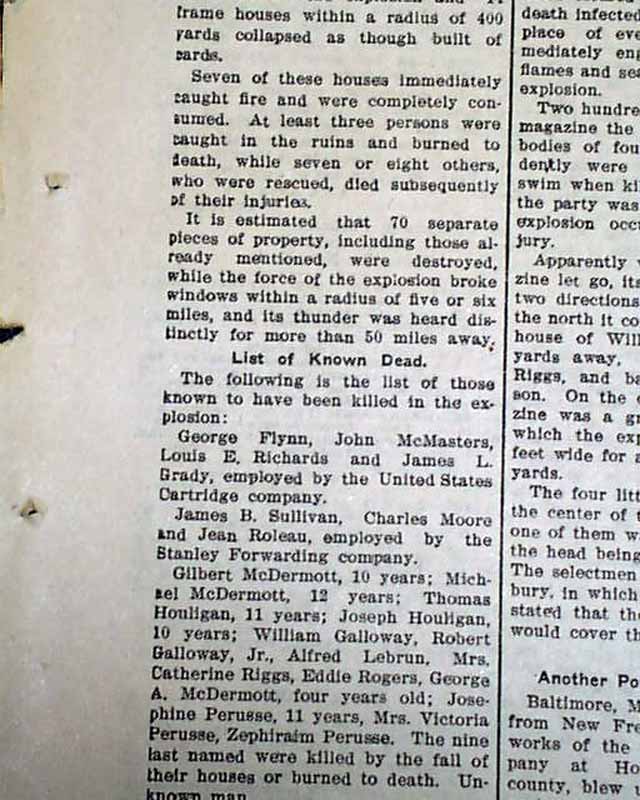 frame houses within a radius of 400
yards collapsed as though built of
cards.
Seven of these houses immediately
caught fire and were completely con-
sumed. At least three persons were
caught in the ruins and burned to
death, while seven or eight others,
who were rescued, died subsequently
of their injuries.
It is estimated that 70 separate
pieces of property, including those al-
ready mentioned, were destroyed,
while the force of the explosion broke
windows within a radius of five or six
miles, and its thunder was heard dis-
tinctly for more than 50 miles away.
List of Known Dead.
The following is the list of those
known to have been killed in the ex-
plosion:
George Flynn, John McMasters,
Louis E. Richards and James L.
Grady, employed by the United States
Cartridge company.
James B. Sullivan, Charles Moore
and Jean Roleau, employed by the
Stanley Forwarding company.
Gilbert McDermott, 10 years; Mich-
ael McDermott, 12 years; Thomas
Houligan, 11 years; Joseph Houligan,
10 years; William Galloway, Robert
Galloway, Jr., Alfred Lebrun, Mrs.
Catherine Riggs, Eddie Rogers, George
A. McDermott, four years old; Jose-
phine Perusse, 11 years, Mrs. Victoria
Perusse, Zephiraim Perusse. The nine
last named were killed by the fall of
their houses or burned to death. Un-
known man
death infected
place of eve
mediately eng
flames and se
explosion.
Two hundre
magazine the
bodies of fou
dently were
swim when ki
the party was
explosion occ
jury.
Apparently
zine let go, its
two directions
the north it co
house of Will
yards away,
Riggs, and ba
son. On the
zine was a gr
which the exp
feet wide for a
yards.
The four litt
the center of t
one of them w
the head being
The selectmen
bury, in which
stated that the
would cover th
Another Po
Baltimore, M
from New Fre
works of the
pany at Ho
county, blew